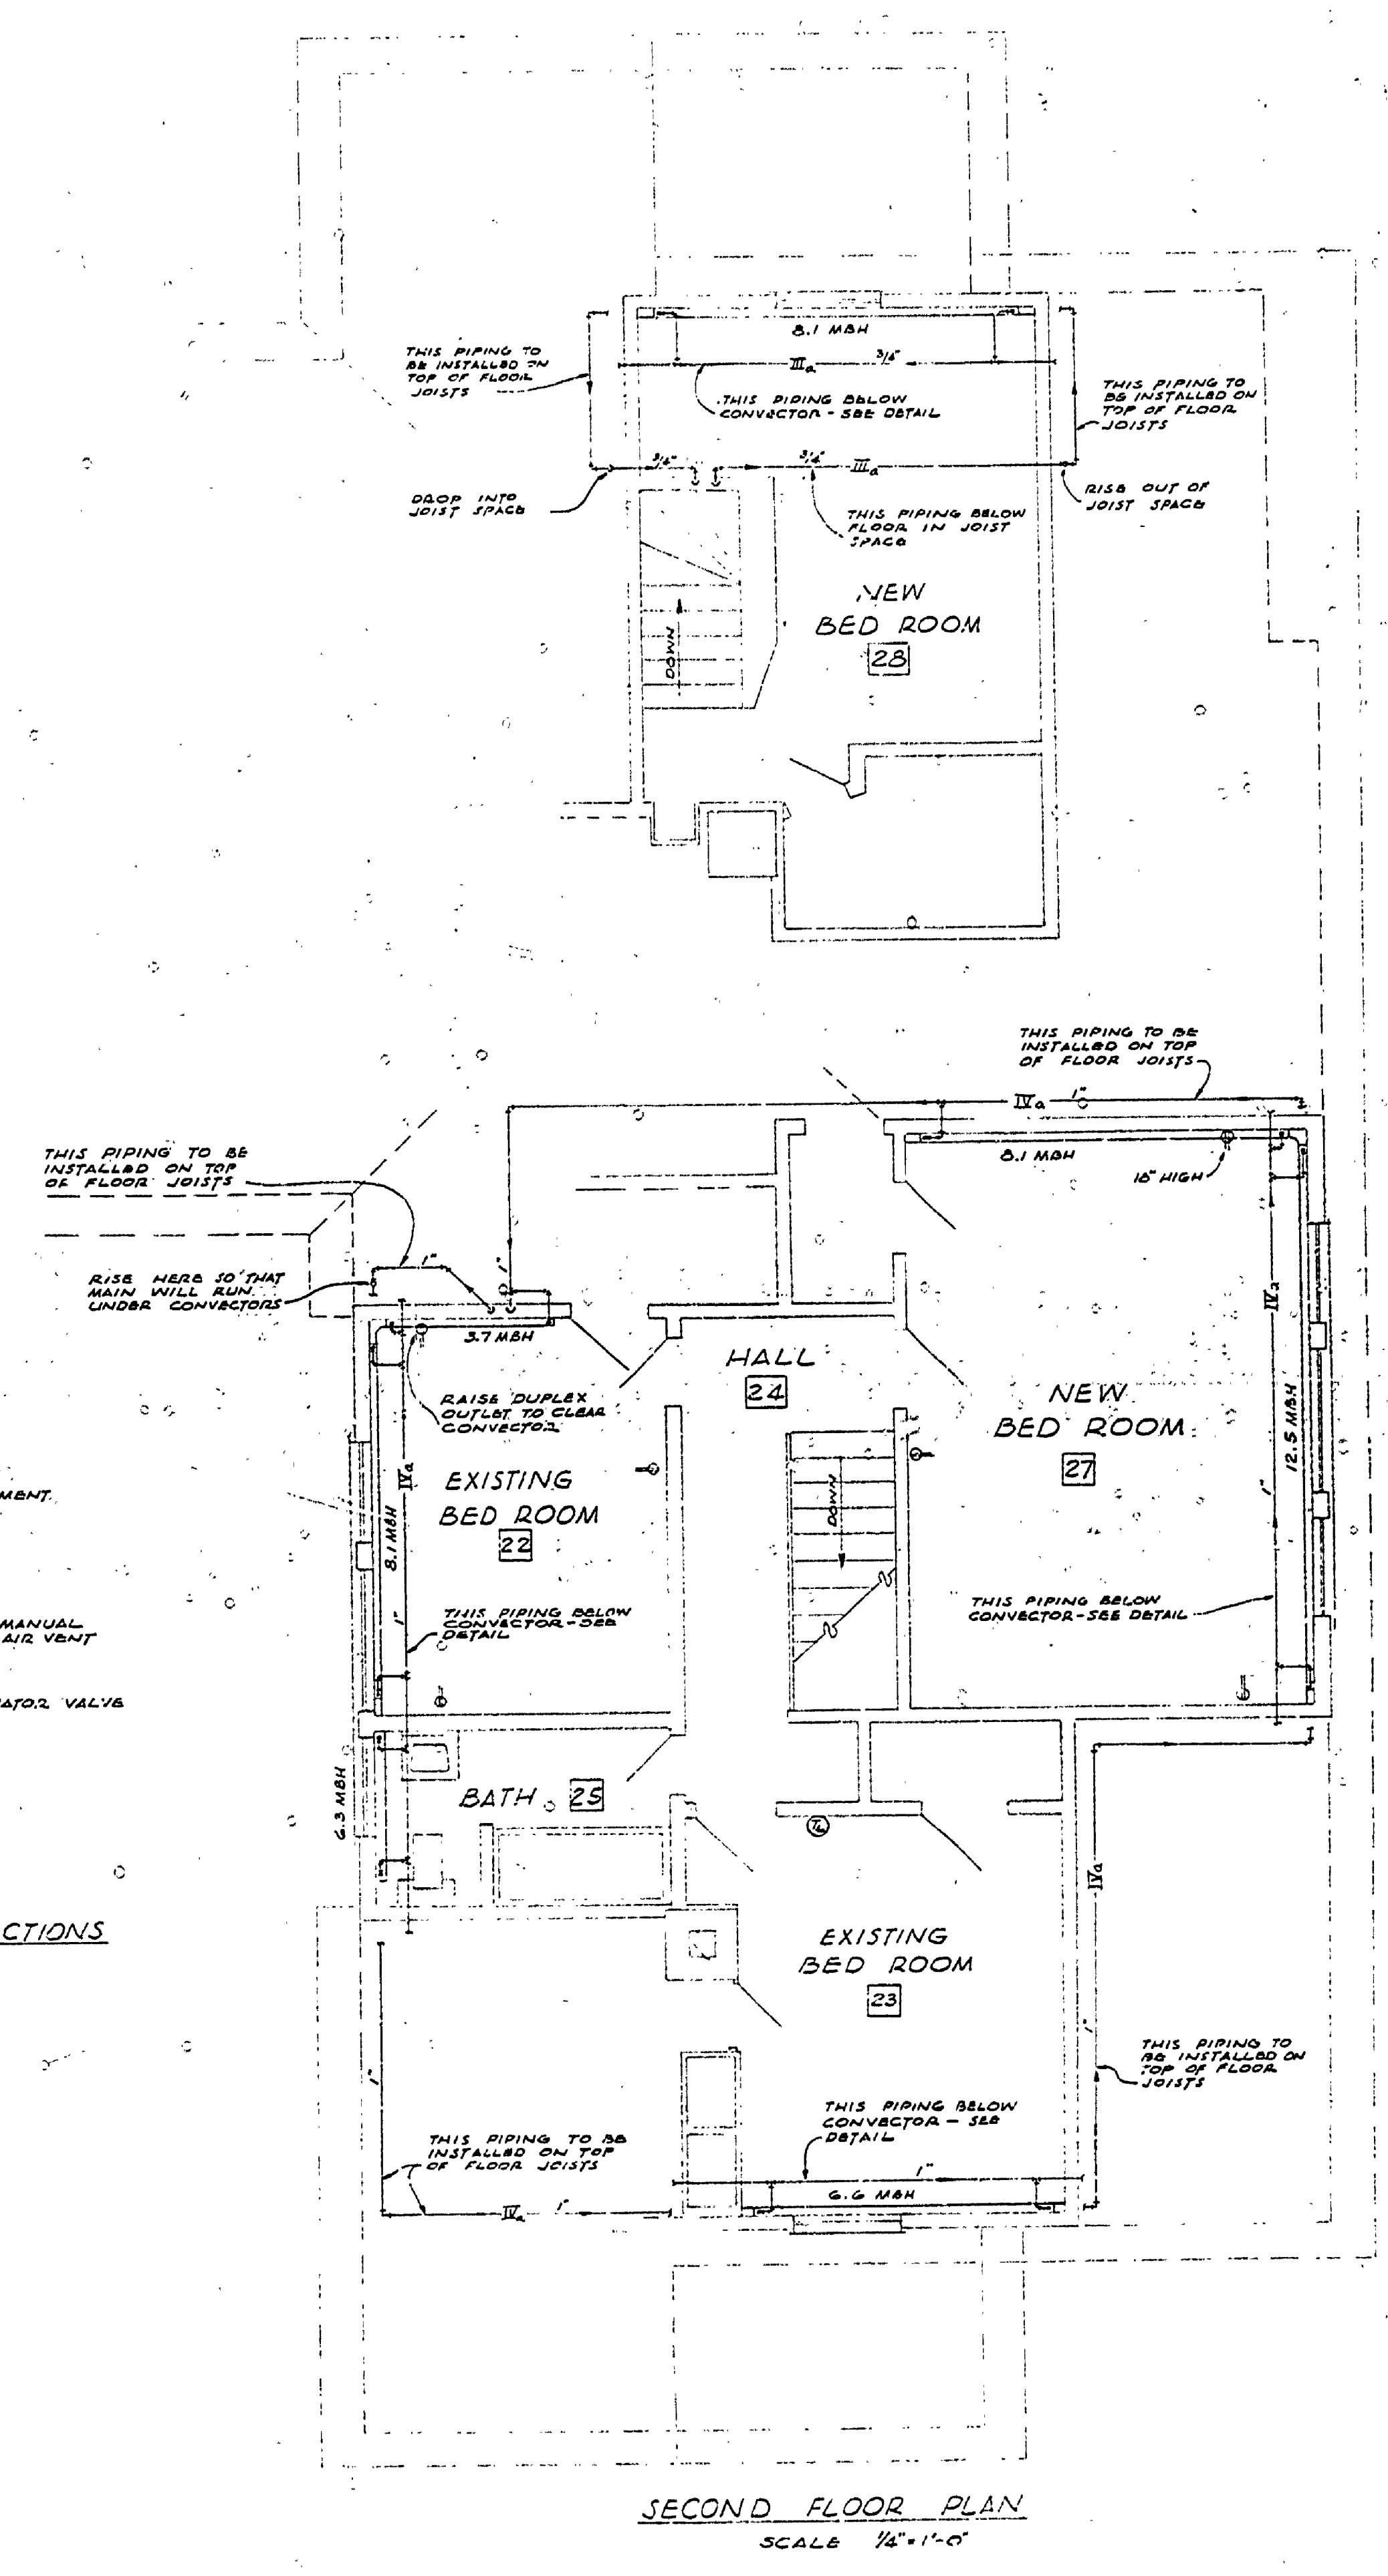 8.1 MBH
THIS PIPING TO
BE INSTALLED ON
TOP OF FLOOR
JOISTS
IIIa
3/4"
THIS PIPING BELOW
CONVECTOR - SEE DETAIL
THIS PIPING TO
BE INSTALLED ON
TOP OF FLOOR
JOISTS
3/4"
3/4"
IIIa
DROP INTO
JOIST SPACE
THIS PIPING BELOW
FLOOR IN JOIST
SPACE
RISE OUT OF
JOIST SPACE
NEW
BED ROOM
28
DOWN
THIS PIPING TO BE
INSTALLED ON TOP
OF FLOOR JOISTS
IVa
1"
8.1 MBH
18" HIGH
THIS PIPING TO BE
INSTALLED ON TOP
OF FLOOR JOISTS
1"
1"
RISE HERE SO THAT
MAIN WILL RUN
UNDER CONVECTORS
3.7 MBH
1"
IVa
HALL
24
RAISE DUPLEX
OUTLET TO CLEAR
CONVECTOR
NEW
BED ROOM
27
12.5 MBH
1"
IVa
EXISTING
BED ROOM
22
8.1 MBH
1"
DOWN
MENT.
THIS PIPING BELOW
CONVECTOR - SEE
DETAIL
THIS PIPING BELOW
CONVECTOR - SEE DETAIL
MANUAL
AIR VENT
ATOR VALVE
6.3 MBH
BATH 25
IVa
CTIONS
EXISTING
BED ROOM
23
1"
1"
THIS PIPING TO
BE INSTALLED ON
TOP OF FLOOR
JOISTS
THIS PIPING BELOW
CONVECTOR - SEE
DETAIL
THIS PIPING TO BE
INSTALLED ON TOP
OF FLOOR JOISTS
1"
6.6 MBH
IVa
1"
SECOND FLOOR PLAN
SCALE 1/4" = 1'-0"